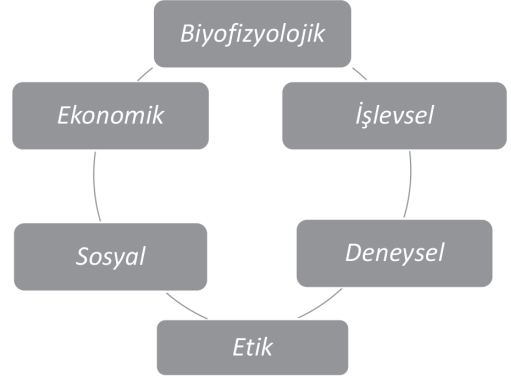 Biyofizyolojik
Ekonomik
İşlevsel
Sosyal
Deneysel
Etik